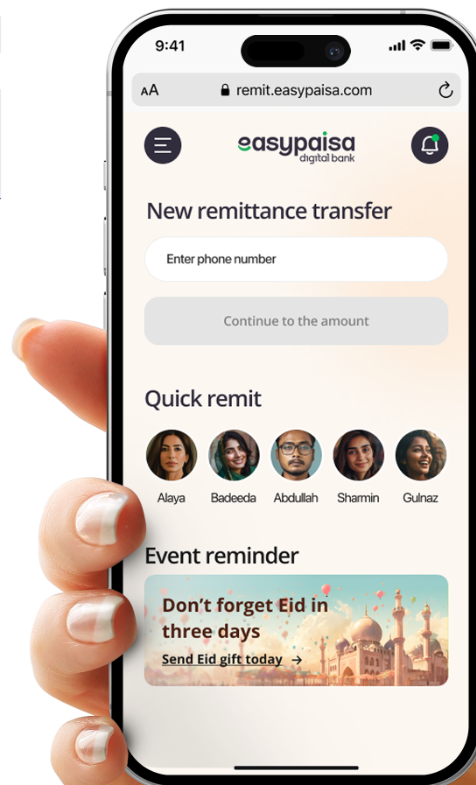 9:41
AA remit.easypaisa.com
easypaisa
digital bank
New remittance transfer
Enter phone number
Continue to the amount
Quick remit
Alaya Badeeda Abdullah Sharmin Gulnaz
Event reminder
Don't forget Eid in
three days
Send Eid gift today →